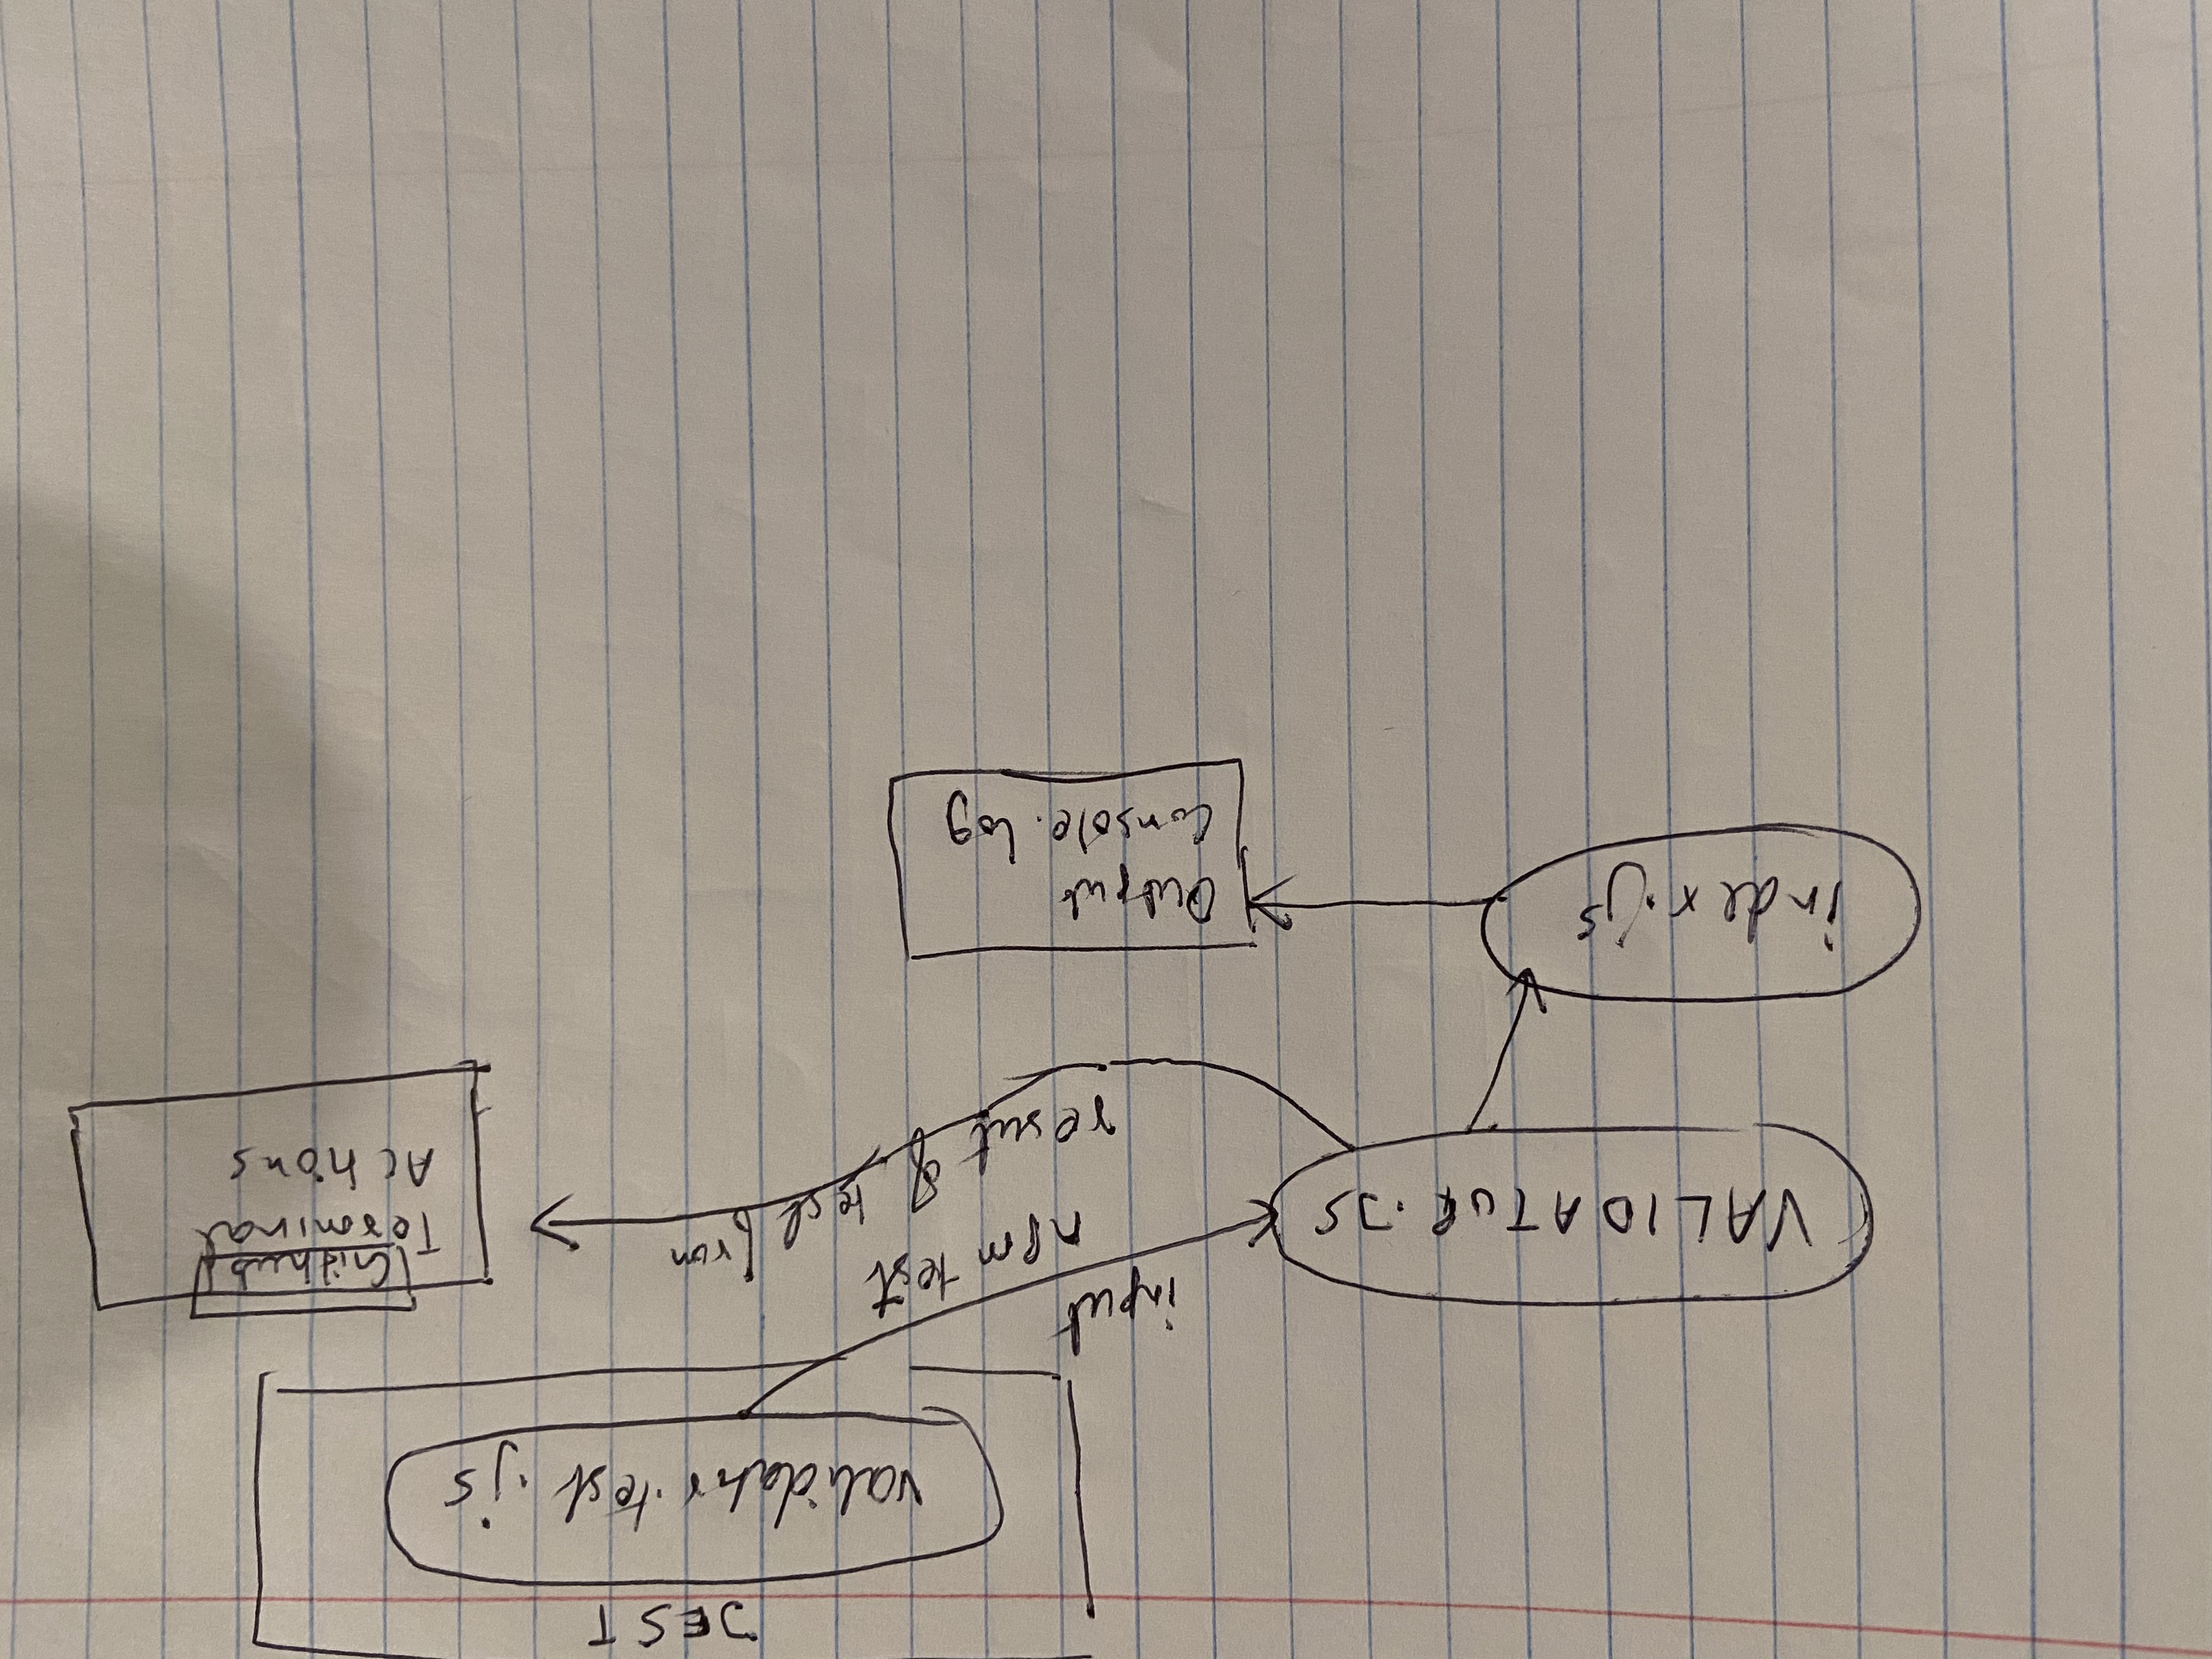 JEST
validator.test.js
input
npm test
result of test from
Github
Terminal
Actions
VALIDATOR.JS
index.js
Output
Console.log